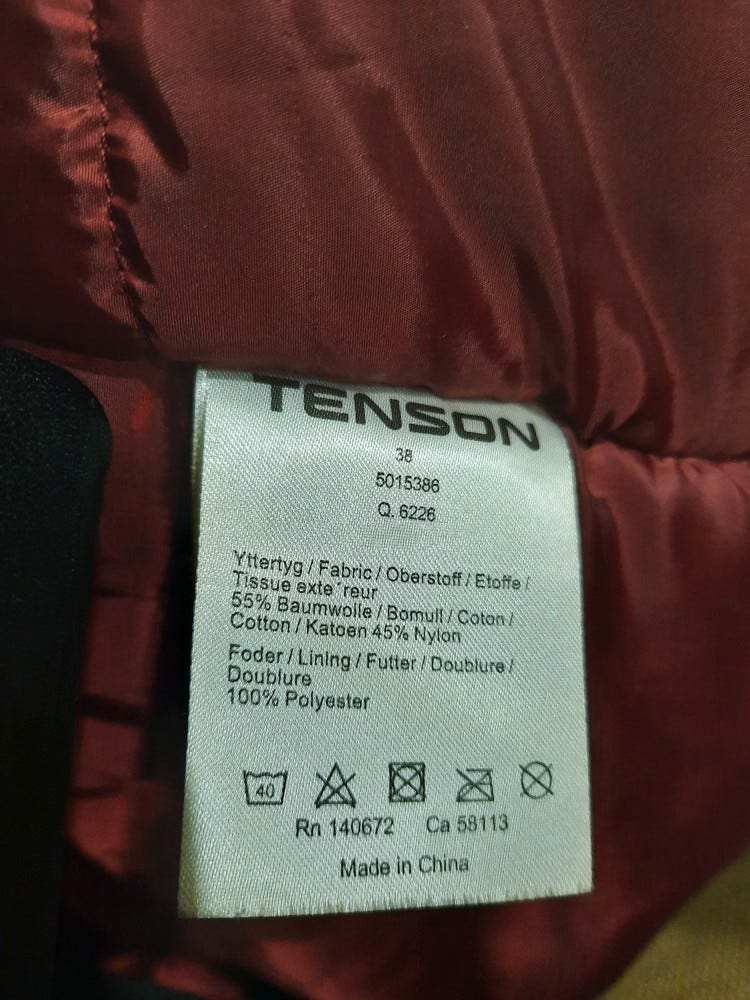 TENSON
38
5015386
Q. 6226
Yttertyg / Fabric / Oberstoff / Etoffe /
Tissue exte´reur
55% Baumwolle / Bomull / Coton /
Cotton / Katoen 45% Nylon
Foder / Lining / Futter / Doublure /
Doublure
100% Polyester
40
Rn 140672 Ca 58113
Made in China